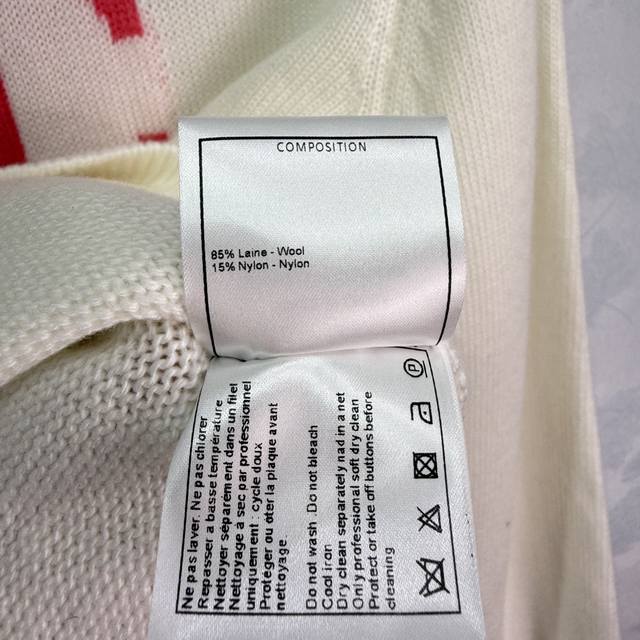 COMPOSITION
85% Laine - Wool
15% Nylon - Nylon
Ne pas laver. Ne pas chlorer
Repasser a basse température
Nettoyer séparément dans un filet
Nettoyage à sec par professionnel
uniquement : cycle doux
Protéger ou ôter la plaque avant
nettoyage.
Do not wash .Do not bleach
Cool iron
Dry clean separately nad in a net
Only professional soft dry clean
Protect or take off buttons before
cleaning
P